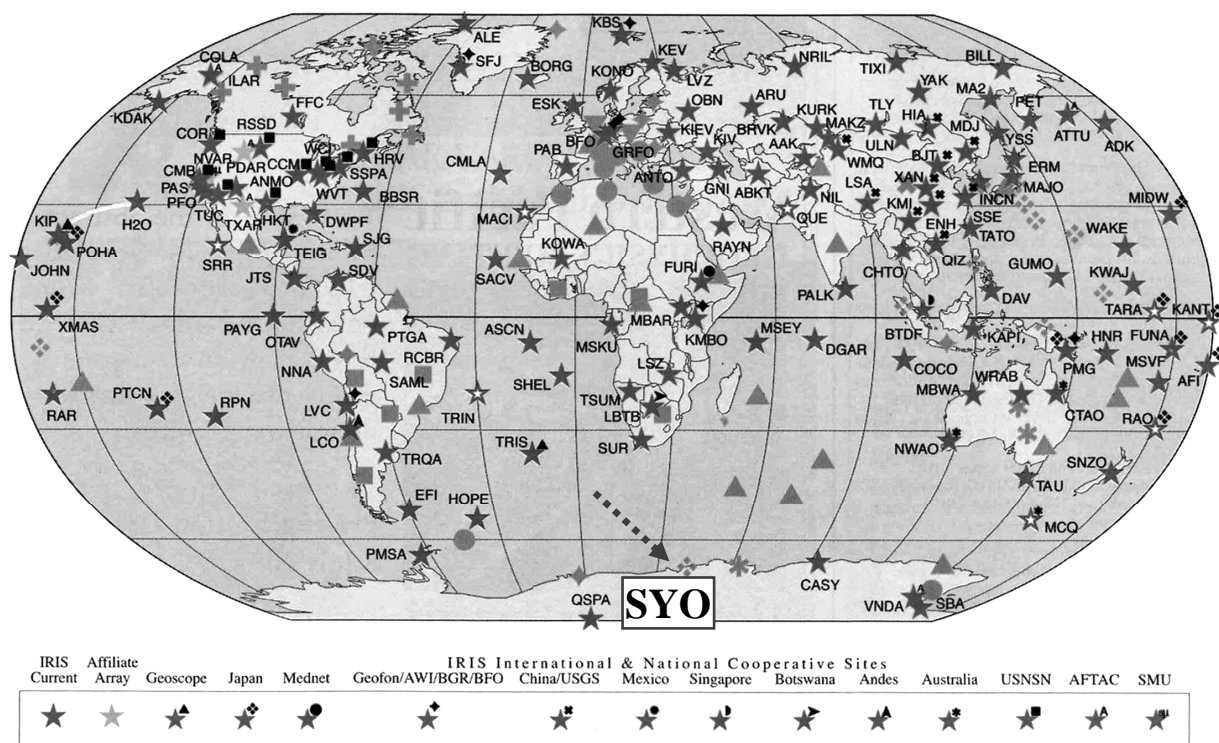 KBS
ALE
KEV
COLA
SFJ
BORG
KONO
LVZ
NRIL
TIXI
BILL
ILAR
YAK
MA2
PET
FFC
ESK
OBN
ARU
KURK
TLY
HIA
KDAK
COR
RSSD
BFO
KIEV
BRVK
MAKZ
MDJ
YSS
ATTU
ADK
NVAR
PDAR
WCI
HRV
CMLA
PAB
GRFO
KIV
AAK
WMQ
ULN
BJT
ERM
CMB
CCM
SSPA
ANTO
GNI
ABKT
LSA
XAN
MAJO
PAS
ANMO
WVT
BBSR
NIL
KMI
INCN
MIDW
PFO
TUC
HKT
DWPF
MACI
QUE
ENH
SSE
KIP
H2O
TXAR
TATO
WAKE
POHA
SRR
TEIG
SJG
KOWA
RAYN
QIZ
JOHN
JTS
SDV
SACV
FURI
CHTO
GUMO
KWAJ
PALK
DAV
TARA
KANT
XMAS
PAYG
OTAV
PTGA
ASCN
MBAR
MSEY
BTDF
KAPI
HNR
FUNA
MSKU
KMBO
DGAR
RCBR
NNA
SAML
SHEL
LSZ
COCO
WRAB
PMG
MSVF
AFI
RAR
PTCN
RPN
LVC
TRIN
TSUM
LBTB
MBWA
CTAO
RAO
LCO
TRQA
TRIS
SUR
NWAO
SNZO
TAU
EFI
HOPE
MCQ
PMSA
CASY
QSPA
SYO
VNDA
SBA
IRIS International & National Cooperative Sites
IRIS Current
Affiliate Array
Geoscope
Japan
Mednet
Geofon/AWI/BGR/BFO
China/USGS
Mexico
Singapore
Botswana
Andes
Australia
USNSN
AFTAC
SMU